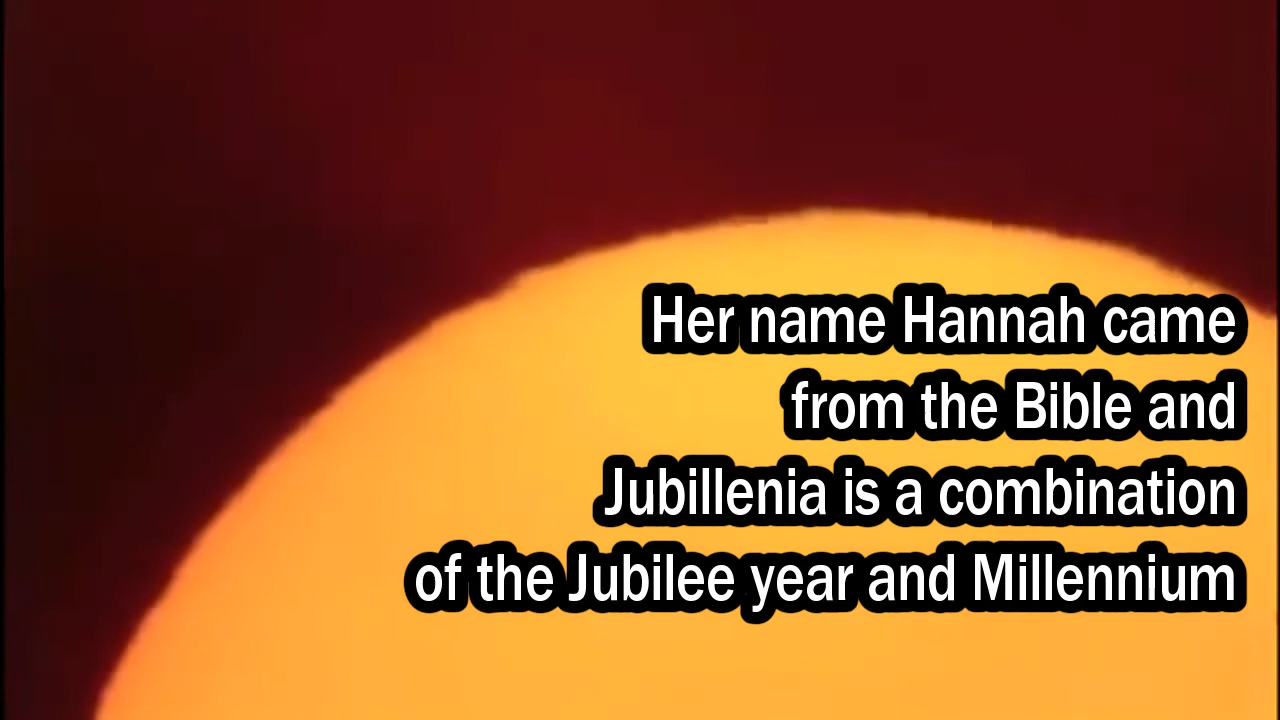 Her name Hannah came
from the Bible and
Jubillenia is a combination
of the Jubilee year and Millennium